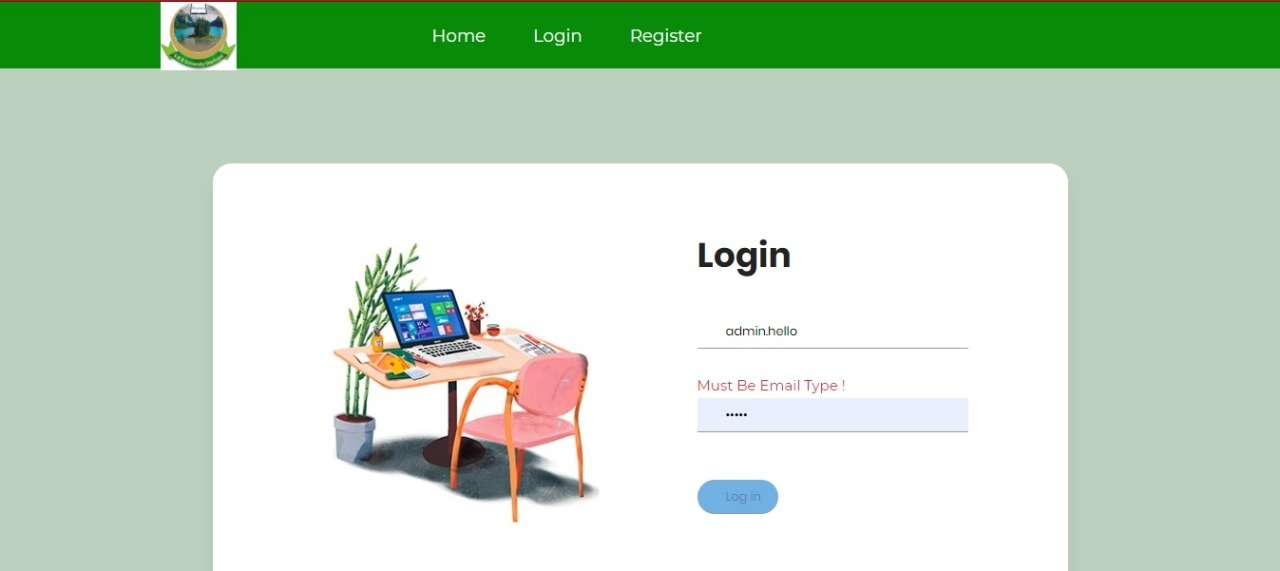 Home Login Register
Login
admin.hello
Must Be Email Type !
•••••
Log in